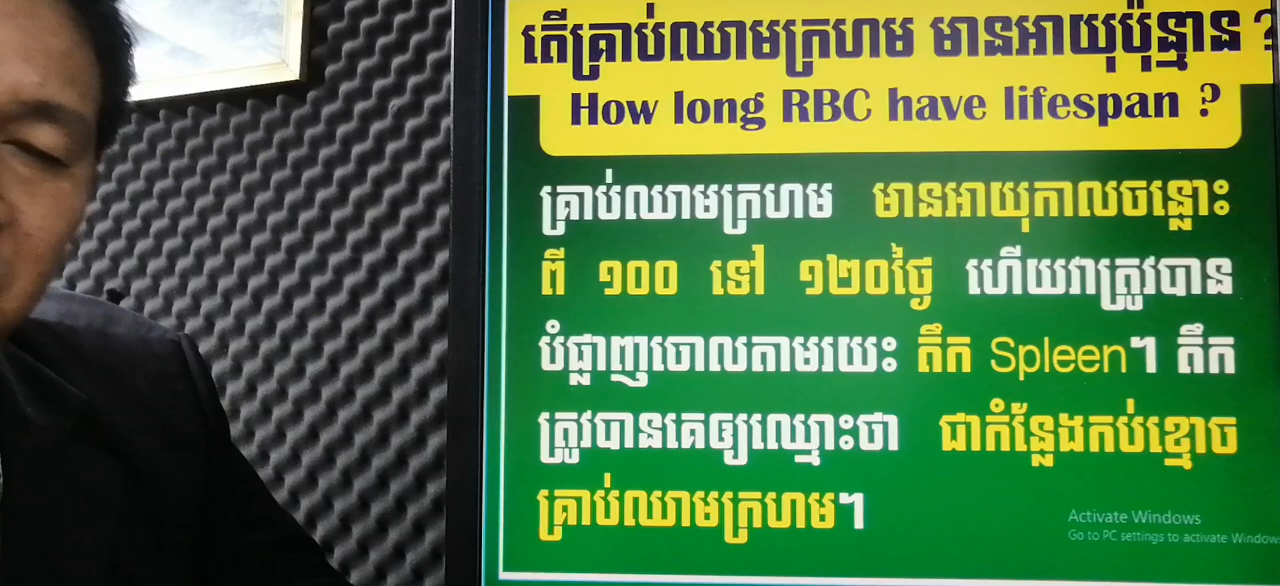 តើគ្រាប់ឈាមក្រហម មានអាយុប៉ុន្មាន ?
How long RBC have lifespan ?
គ្រាប់ឈាមក្រហម មានអាយុកាលចន្លោះ
ពី ១០០ ទៅ ១២០ថ្ងៃ ហើយវាត្រូវបាន
បំផ្លាញចោលតាមរយះ តឹក Spleen។ តឹក
ត្រូវបានគេឲ្យឈ្មោះថា ជាកំន្លែងកប់ខ្មោច
គ្រាប់ឈាមក្រហម។
Activate Windows
Go to PC settings to activate Windows